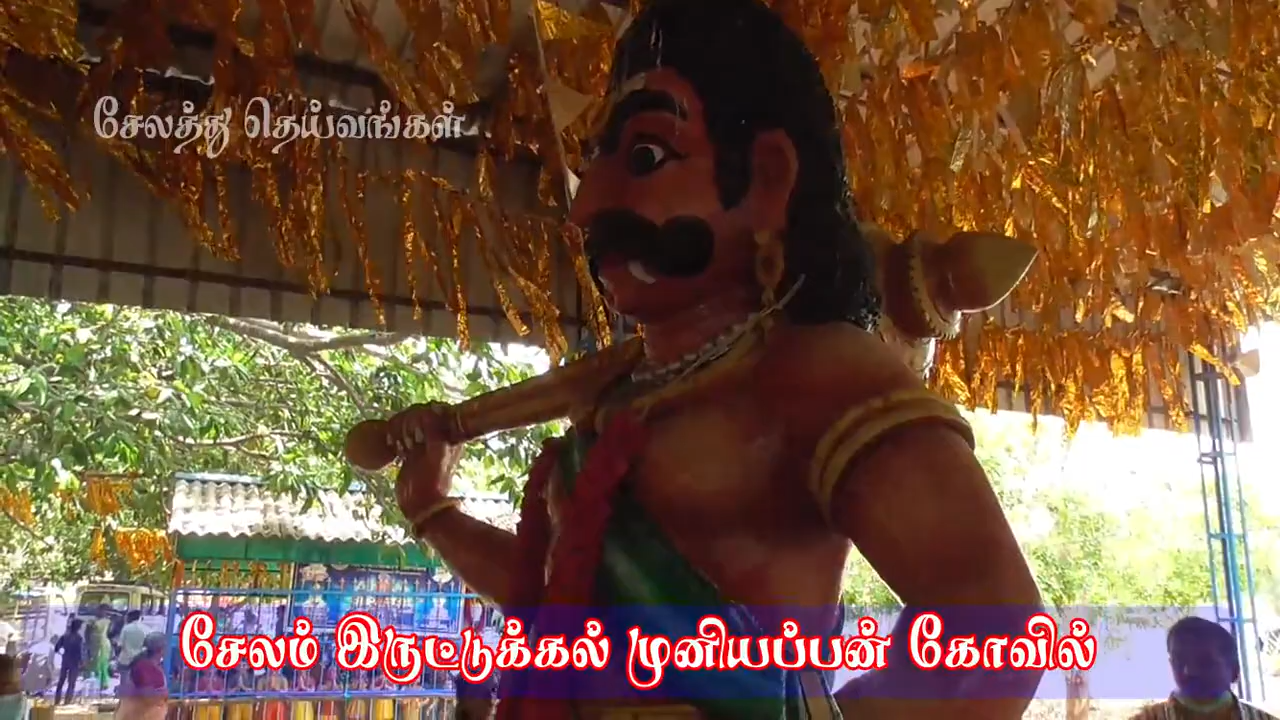 சேலத்து தெய்வங்கள்
சேலம் இருட்டுக்கல் முனியப்பன் கோவில்